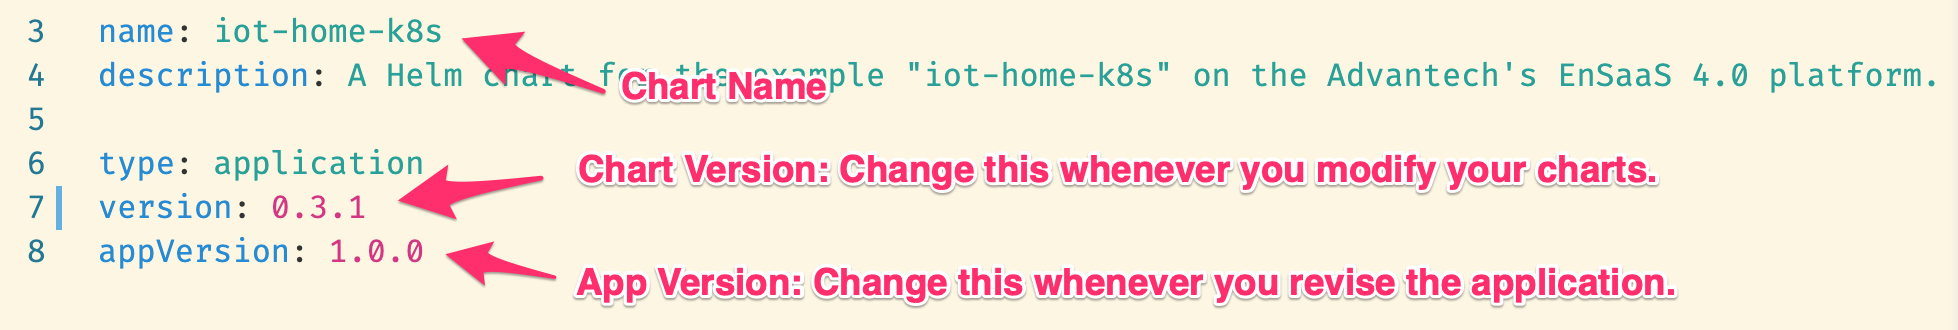 3 name: iot-home-k8s
4 description: A Helm chart for the example "iot-home-k8s" on the Advantech's EnSaaS 4.0 platform.
Chart Name
5
6 type: application
Chart Version: Change this whenever you modify your charts.
7 version: 0.3.1
8 appVersion: 1.0.0
App Version: Change this whenever you revise the application.